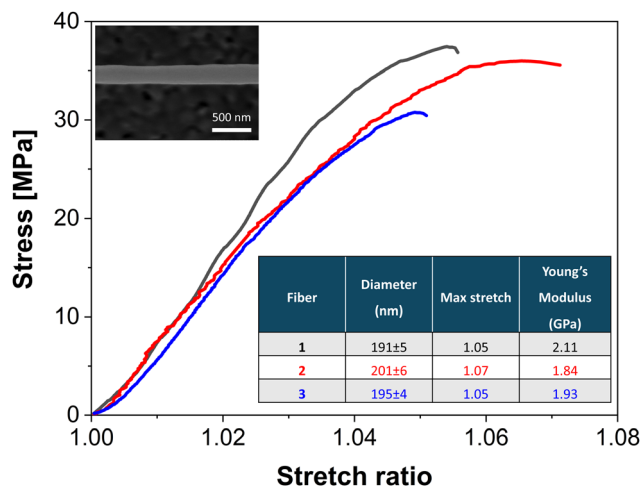 500 nm
Stress [MPa]
40
30
20
10
0
1.00 1.02 1.04 1.06 1.08
Stretch ratio
Fiber Diameter (nm) Max stretch Young's Modulus (GPa)
1 191±5 1.05 2.11
2 201±6 1.07 1.84
3 195±4 1.05 1.93